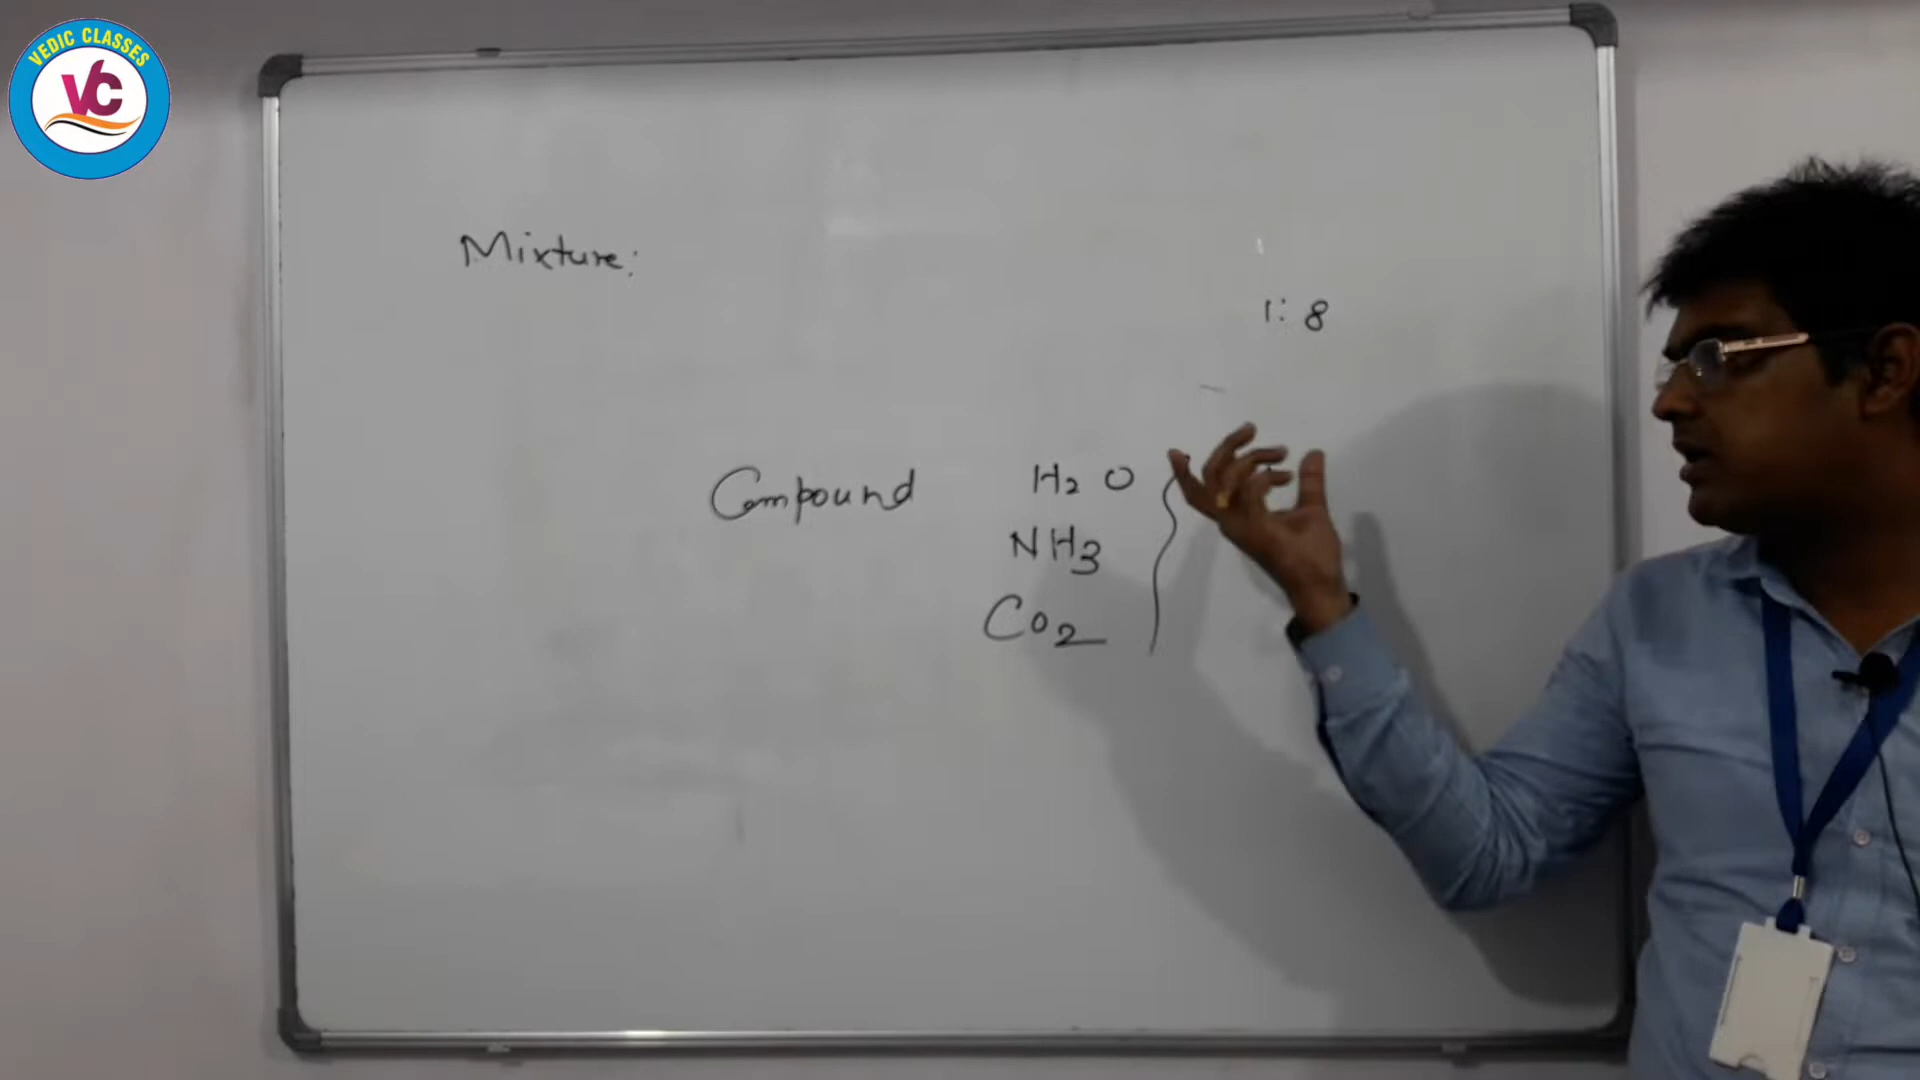 VEDIC CLASSES
VC
Mixture:
1: 8
Compound H2 O
NH3
Co2